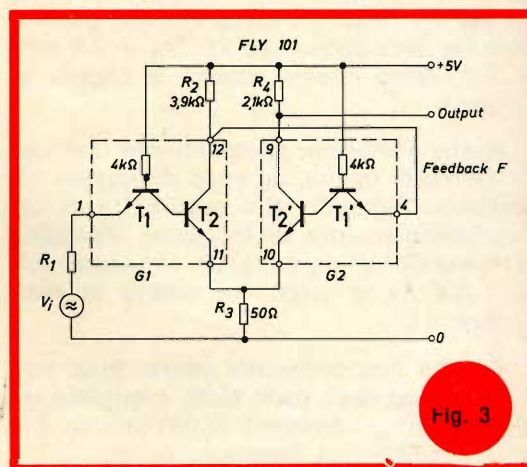 FLY 101
+5V
R2
3,9kΩ
R4
2,1kΩ
Output
4kΩ
12
9
4kΩ
Feedback F
1
T1
T2
T2'
T1'
4
R1
11
10
G1
G2
Vi
R3
50Ω
0
Fig. 3